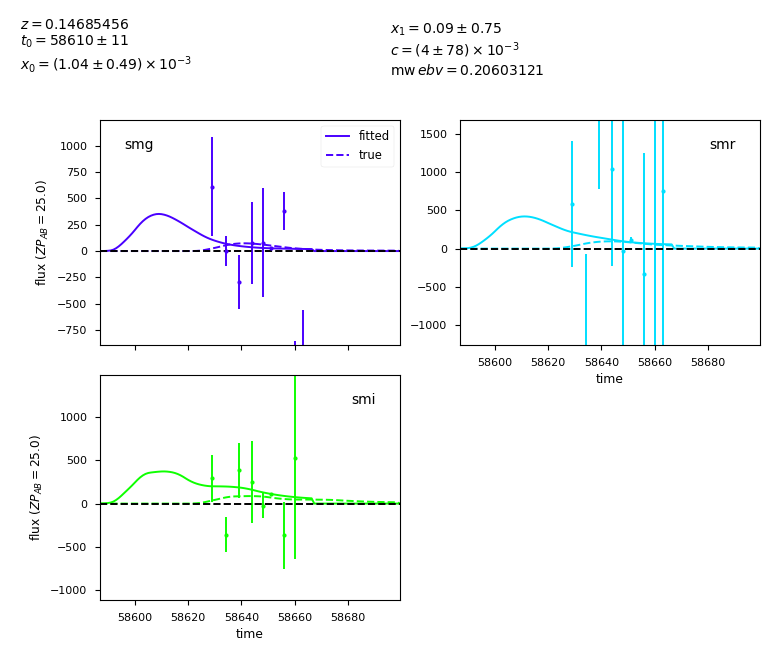 z = 0.14685456
t₀ = 58610 ± 11
x₀ = (1.04 ± 0.49) × 10⁻³
x₁ = 0.09 ± 0.75
c = (4 ± 78) × 10⁻³
mw ebv = 0.20603121
smg
fitted
true
1000
750
500
250
0
−250
−500
−750
flux (ZP_AB = 25.0)
smr
1500
1000
500
0
−500
−1000
58600 58620 58640 58660 58680
time
smi
1000
500
0
−500
−1000
flux (ZP_AB = 25.0)
58600 58620 58640 58660 58680
time